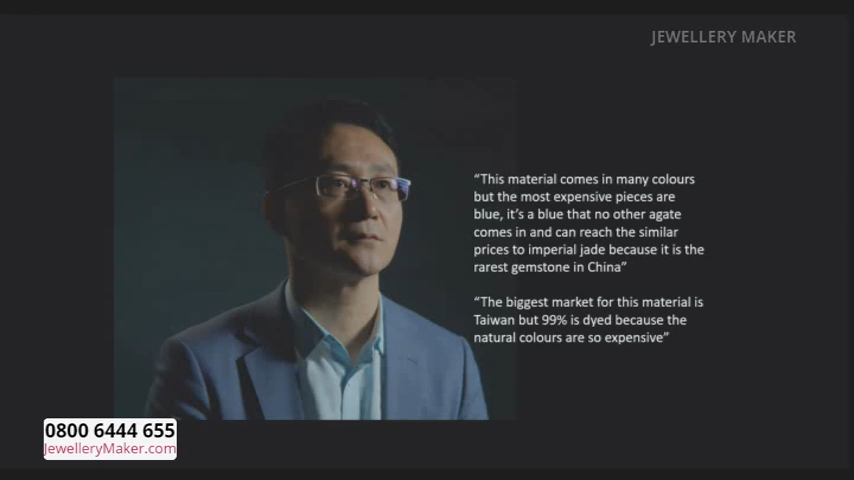 JEWELLERY MAKER
“This material comes in many colours
but the most expensive pieces are
blue, it’s a blue that no other agate
comes in and can reach the similar
prices to imperial jade because it is the
rarest gemstone in China”
“The biggest market for this material is
Taiwan but 99% is dyed because the
natural colours are so expensive”
0800 6444 655
JewelleryMaker.com